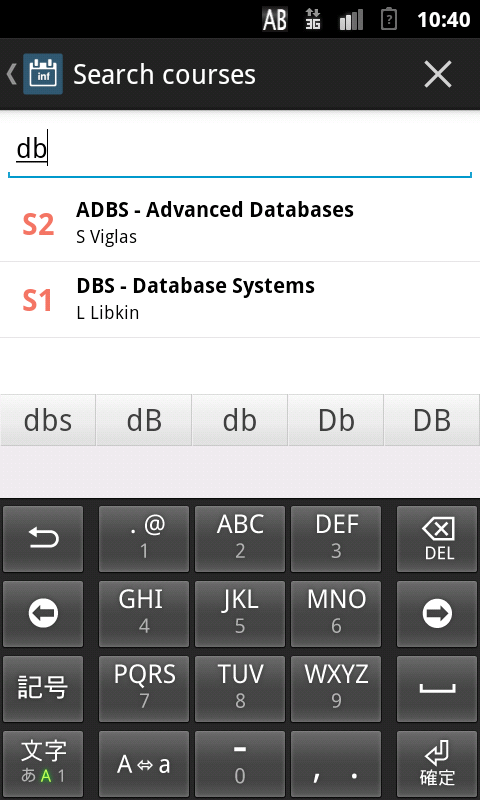 AB 3G ? 10:40
inf Search courses
db
S2 ADBS - Advanced Databases
S Viglas
S1 DBS - Database Systems
L Libkin
dbs dB db Db DB
. @ ABC DEF
1 2 3 DEL
GHI JKL MNO
4 5 6
記号 PQRS TUV WXYZ
7 8 9
文字 A⇔a - , . 確定
あA1 0